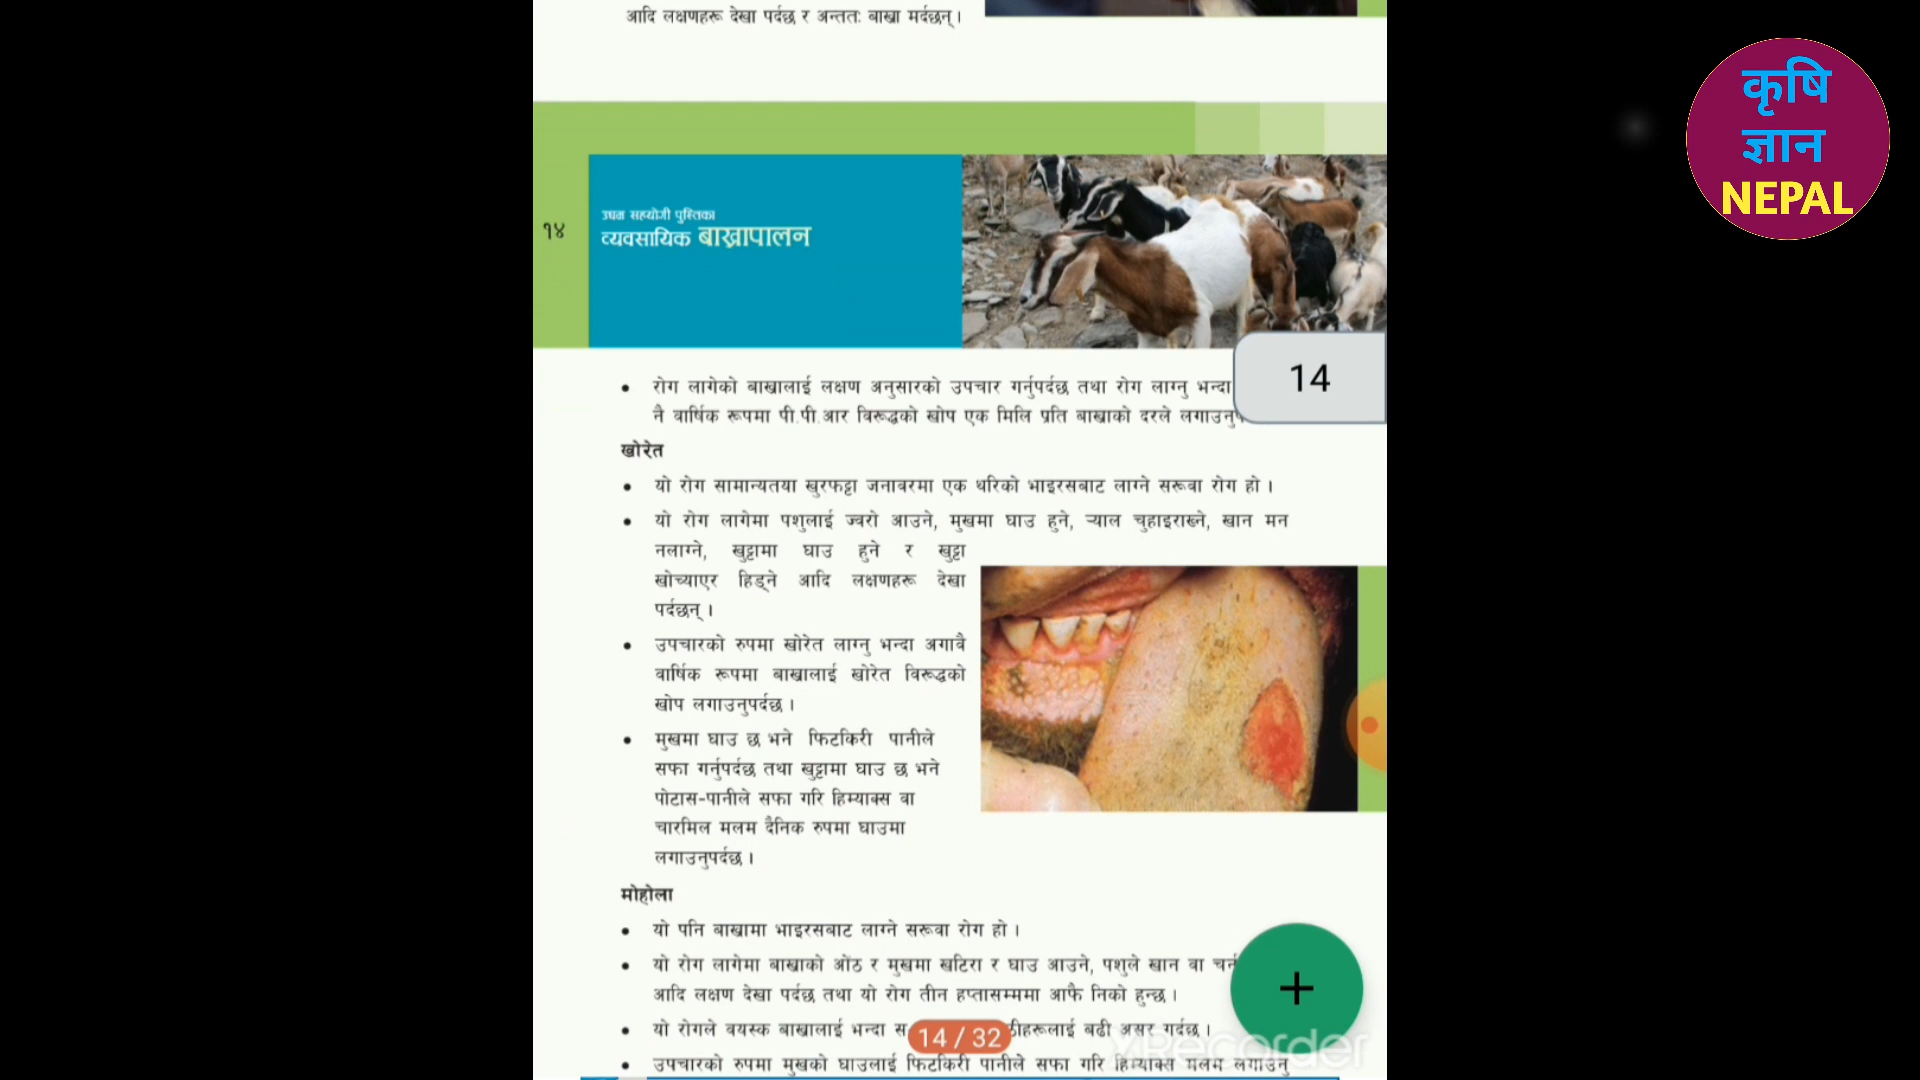 आदि लक्षणहरू देखा पर्दछ र अन्ततः बाख्रा मर्दछन् ।
कृषि
ज्ञान
NEPAL
१४
उद्यम सहयोगी पुस्तिका
व्यवसायिक बाख्रापालन
14
रोग लागेको बाख्रालाई लक्षण अनुसारको उपचार गर्नुपर्दछ तथा रोग लाग्नु भन्दा
नै वार्षिक रूपमा पी.पी.आर विरूद्धको खोप एक मिलि प्रति बाख्राको दरले
खोरेत
यो रोग सामान्यतया खुरफट्टा जनावरमा एक थरिको भाइरसबाट लाग्ने सरूवा रोग हो ।
यो रोग लागेमा पशुलाई ज्वरो आउने, मुखमा घाउ हुने, र्‍याल चुहाइराख्ने, खान मन
नलाग्ने, खुट्टामा घाउ हुने र खुट्टा
खोच्याएर हिड्ने आदि लक्षणहरू देखा
पर्दछन् ।
उपचारको रुपमा खोरेत लाग्नु भन्दा अगावै
वार्षिक रूपमा बाख्रालाई खोरेत विरूद्धको
खोप लगाउनुपर्दछ ।
मुखमा घाउ छ भने फिटकिरी पानीले
सफा गर्नुपर्दछ तथा खुट्टामा घाउ छ भने
पोटास-पानीले सफा गरि हिम्याक्स वा
चारमिल मलम दैनिक रुपमा घाउमा
लगाउनुपर्दछ ।
मोहोला
यो पनि बाख्रामा भाइरसबाट लाग्ने सरूवा रोग हो ।
यो रोग लागेमा बाख्राको ओंठ र मुखमा खटिरा र घाउ आउने, पशुले खान वा
आदि लक्षण देखा पर्दछ तथा यो रोग तीन हप्तासम्ममा आफै निको हुन्छ ।
यो रोगले वयस्क बाख्रालाई भन्दा बढी असर गर्दछ ।
14 / 32
उपचारको रुपमा मुखको घाउलाई फिटकिरी पानीले सफा गरि हिम्याक्स मलम लगाउनु
XRecorder